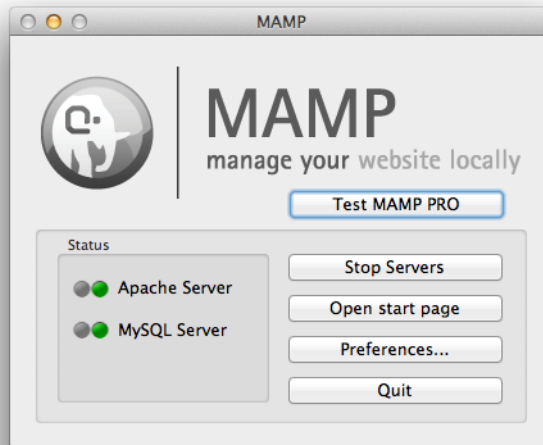 MAMP
MAMP
manage your website locally
Test MAMP PRO
Status
Apache Server
MySQL Server
Stop Servers
Open start page
Preferences...
Quit